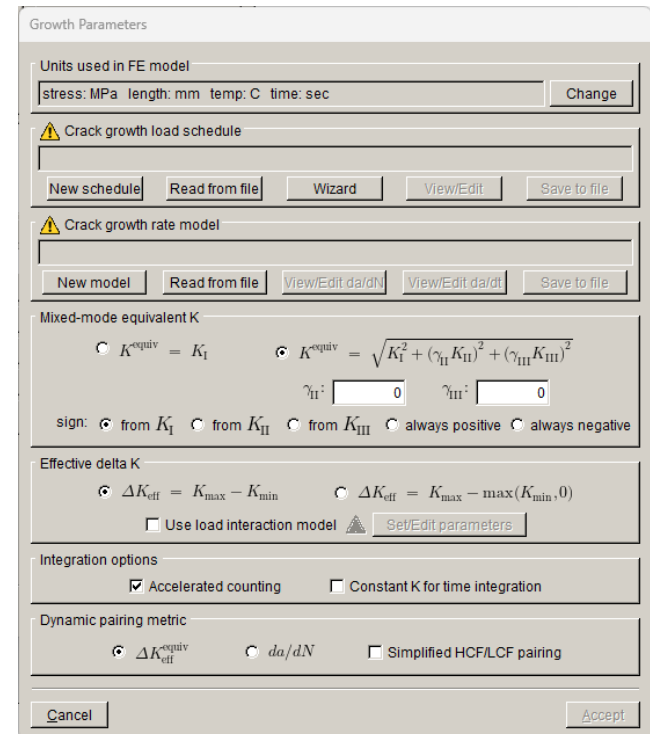 Growth Parameters
Units used in FE model
stress: MPa length: mm temp: C time: sec Change
Crack growth load schedule
New schedule Read from file Wizard View/Edit Save to file
Crack growth rate model
New model Read from file View/Edit da/dN View/Edit da/dt Save to file
Mixed-mode equivalent K
K^equiv = K_I K^equiv = √(K_I^2 + (γ_II K_II)^2 + (γ_III K_III)^2)
γ_II: 0 γ_III: 0
sign: from K_I from K_II from K_III always positive always negative
Effective delta K
ΔK_eff = K_max − K_min ΔK_eff = K_max − max(K_min,0)
Use load interaction model Set/Edit parameters
Integration options
Accelerated counting Constant K for time integration
Dynamic pairing metric
ΔK_eff^equiv da/dN Simplified HCF/LCF pairing
Cancel Accept